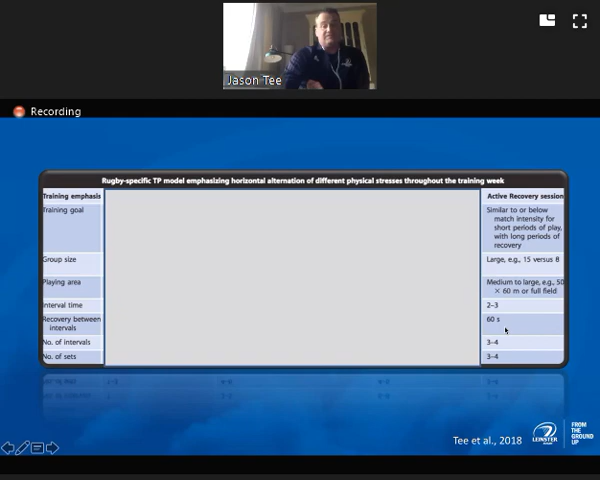 Jason Tee
Recording
Rugby-specific TP model emphasizing horizontal alternation of different physical stresses throughout the training week
Training emphasis
Active Recovery session
Training goal
Similar to or below
match intensity for
short periods of play,
with long periods of
recovery
Group size
Large, e.g., 15 versus 8
Playing area
Medium to large, e.g., 50
× 60 m or full field
Interval time
2–3
Recovery between
intervals
60 s
No. of intervals
3–4
No. of sets
3–4
Tee et al., 2018
LEINSTER
FROM
THE
GROUND
UP